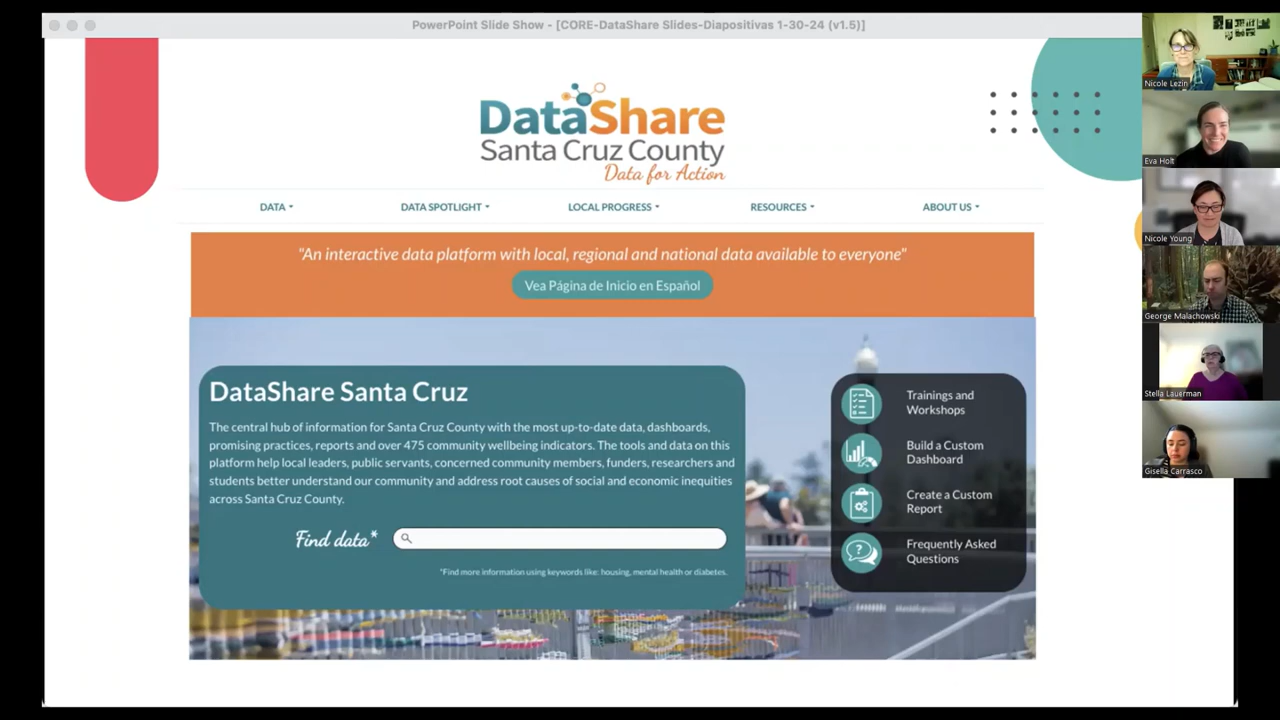 PowerPoint Slide Show - [CORE-DataShare Slides-Diapositivas 1-30-24 (v1.5)]
DataShare
Santa Cruz County
Data for Action
DATA
DATA SPOTLIGHT
LOCAL PROGRESS
RESOURCES
ABOUT US
"An interactive data platform with local, regional and national data available to everyone"
Vea Página de Inicio en Español
DataShare Santa Cruz
The central hub of information for Santa Cruz County with the most up-to-date data, dashboards,
promising practices, reports and over 475 community wellbeing indicators. The tools and data on this
platform help local leaders, public servants, concerned community members, funders, researchers and
students better understand our community and address root causes of social and economic inequities
across Santa Cruz County.
Find data*
*Find more information using keywords like: housing, mental health or diabetes.
Trainings and
Workshops
Build a Custom
Dashboard
Create a Custom
Report
Frequently Asked
Questions
Nicole Lezin
Eva Holt
Nicole Young
George Malachowski
Stella Lauerman
Gisella Carrasco